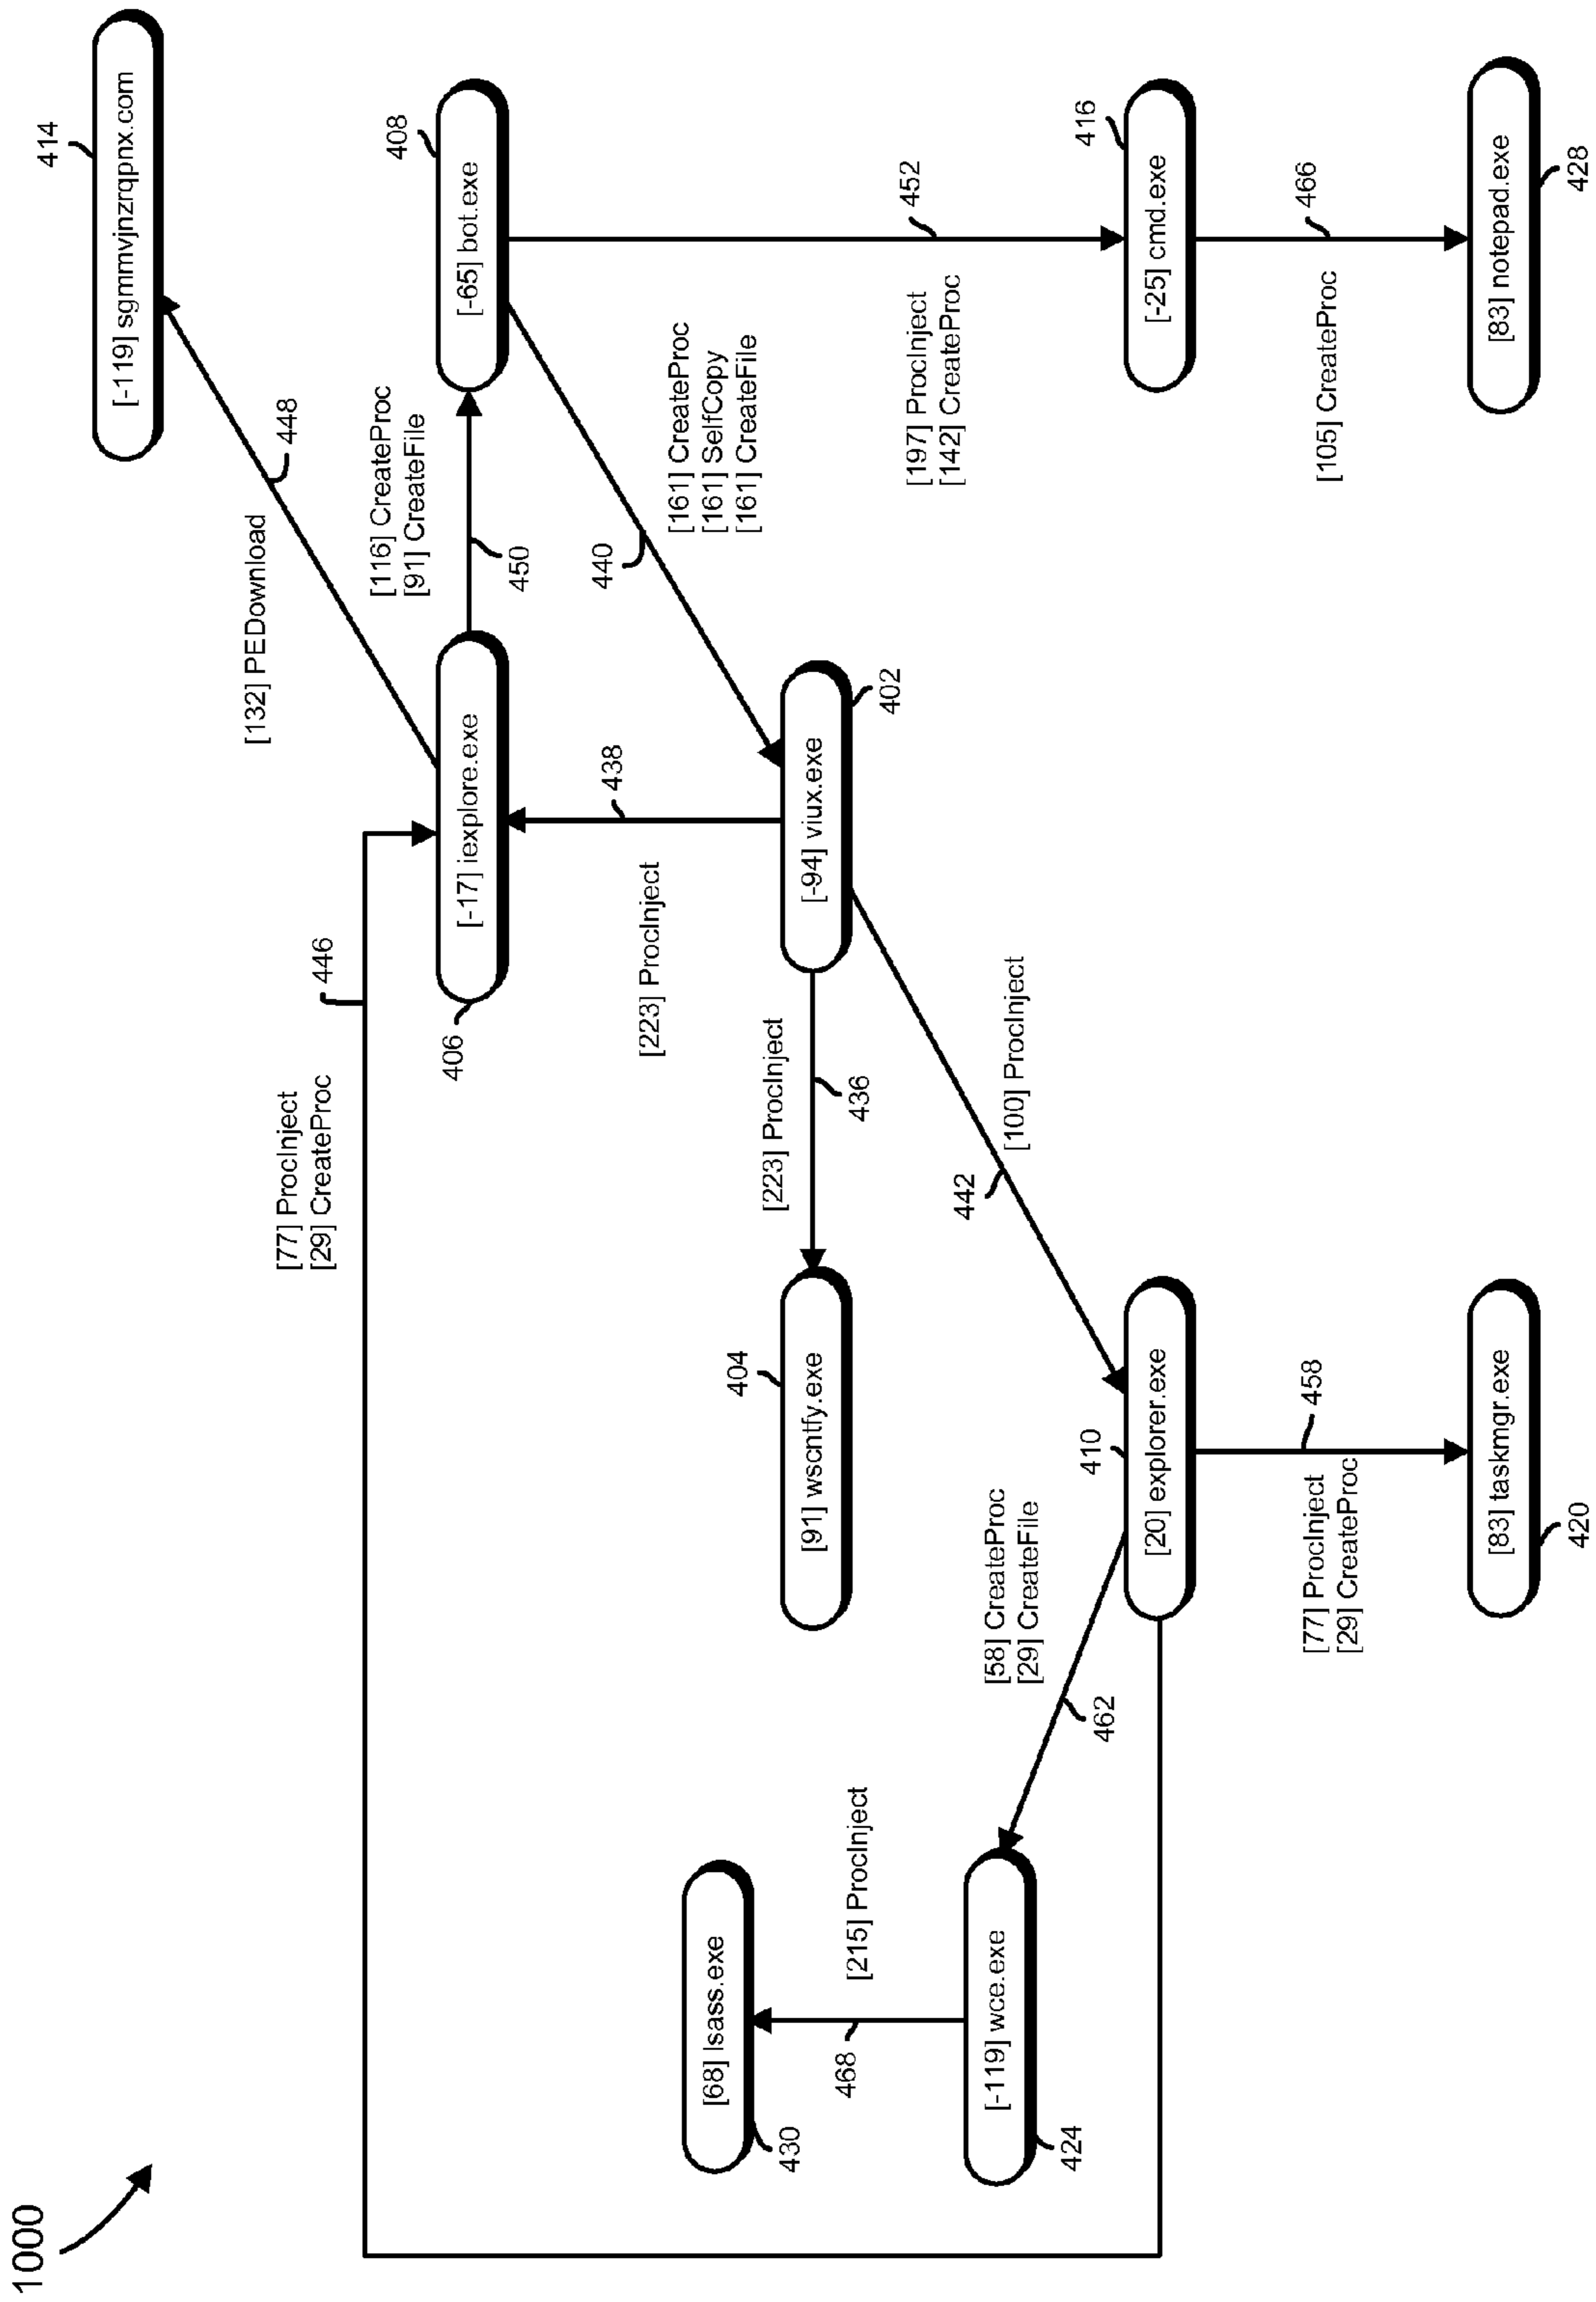 1000
414
[-119] sgmmvjnzrqpnx.com
448
[132] PEDownload
446
[77] ProcInject
[29] CreateProc
406
[-17] iexplore.exe
[116] CreateProc
[91] CreateFile
450
408
[-65] bot.exe
438
[223] ProcInject
440
[161] CreateProc
[161] SelfCopy
[161] CreateFile
430
[68] lsass.exe
404
[91] wscntfy.exe
[223] ProcInject
436
[-94] viux.exe
402
452
[197] ProcInject
[142] CreateProc
468
[215] ProcInject
424
[-119] wce.exe
[58] CreateProc
[29] CreateFile
462
442
[100] ProcInject
410
[20] explorer.exe
416
[-25] cmd.exe
458
[77] ProcInject
[29] CreateProc
466
[105] CreateProc
420
[83] taskmgr.exe
428
[83] notepad.exe